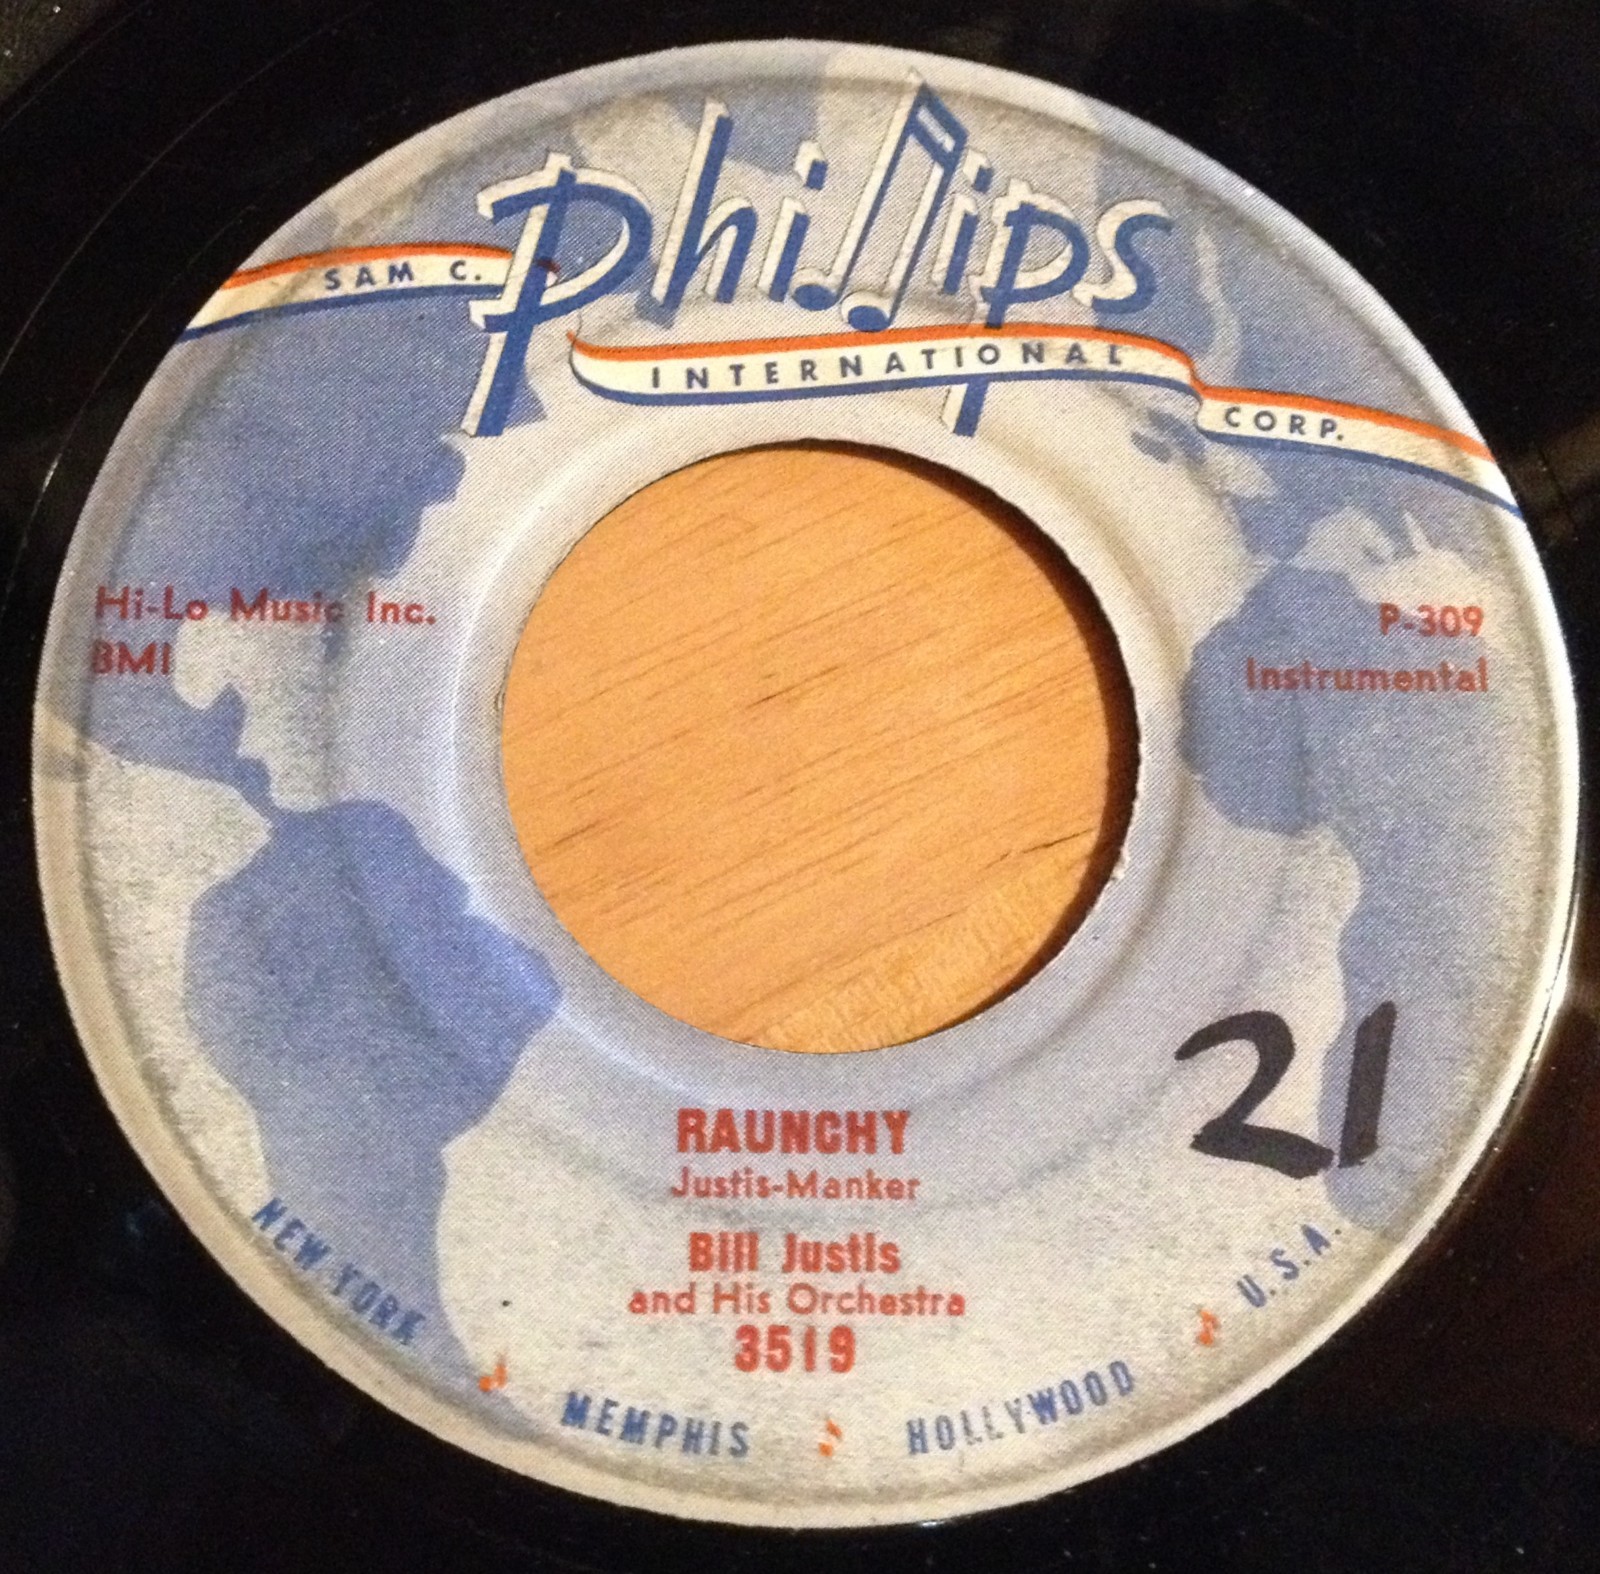 SAM C. Phillips
INTERNATIONAL
CORP.
Hi-Lo Music Inc.
BMI
P-309
Instrumental
21
RAUNCHY
Justis-Manker
Bill Justis
and His Orchestra
3519
NEW YORK MEMPHIS HOLLYWOOD U.S.A.